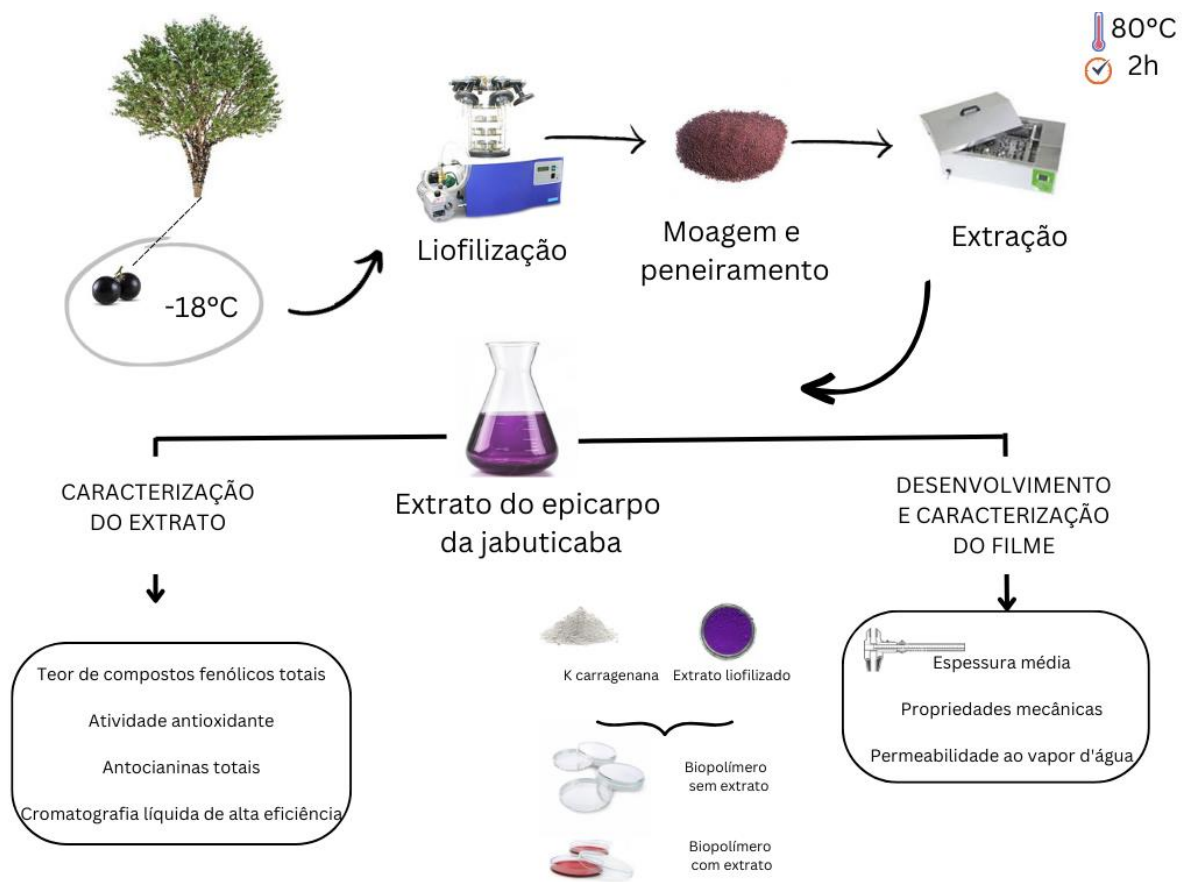 80°C
2h
-18°C
Liofilização
Moagem e
peneiramento
Extração
CARACTERIZAÇÃO
DO EXTRATO
Extrato do epicarpo
da jabuticaba
DESENVOLVIMENTO
E CARACTERIZAÇÃO
DO FILME
Teor de compostos fenólicos totais
Atividade antioxidante
Antocianinas totais
Cromatografia líquida de alta eficiência
K carragenana
Extrato liofilizado
Biopolímero
sem extrato
Biopolímero
com extrato
Espessura média
Propriedades mecânicas
Permeabilidade ao vapor d'água